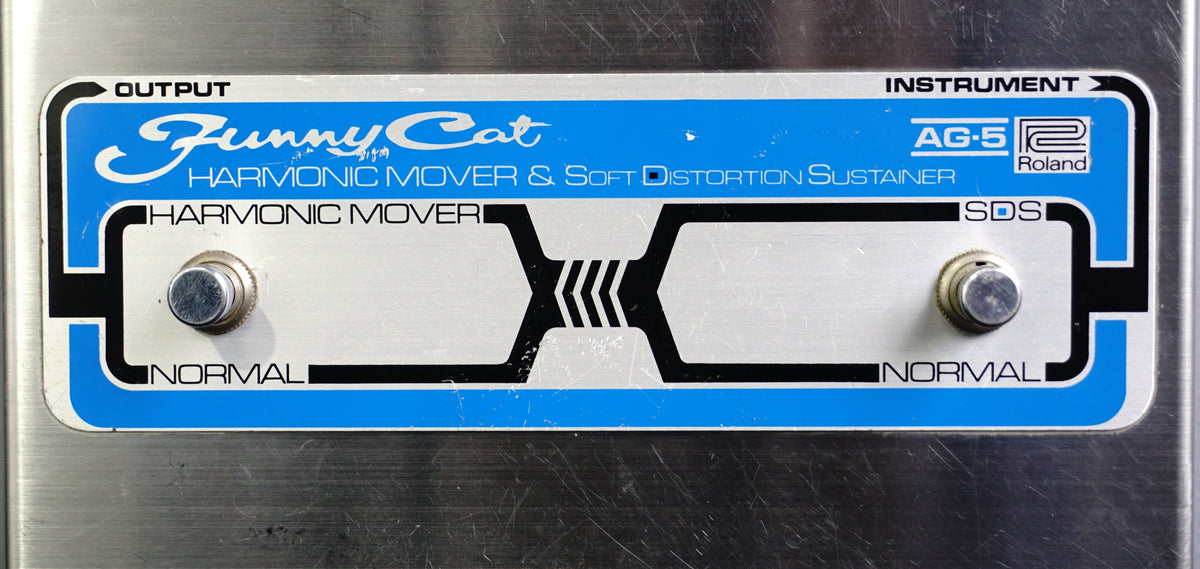 OUTPUT
INSTRUMENT
Funny Cat
AG-5
Roland
HARMONIC MOVER & SOFT DISTORTION SUSTAINER
HARMONIC MOVER
SDS
NORMAL
NORMAL